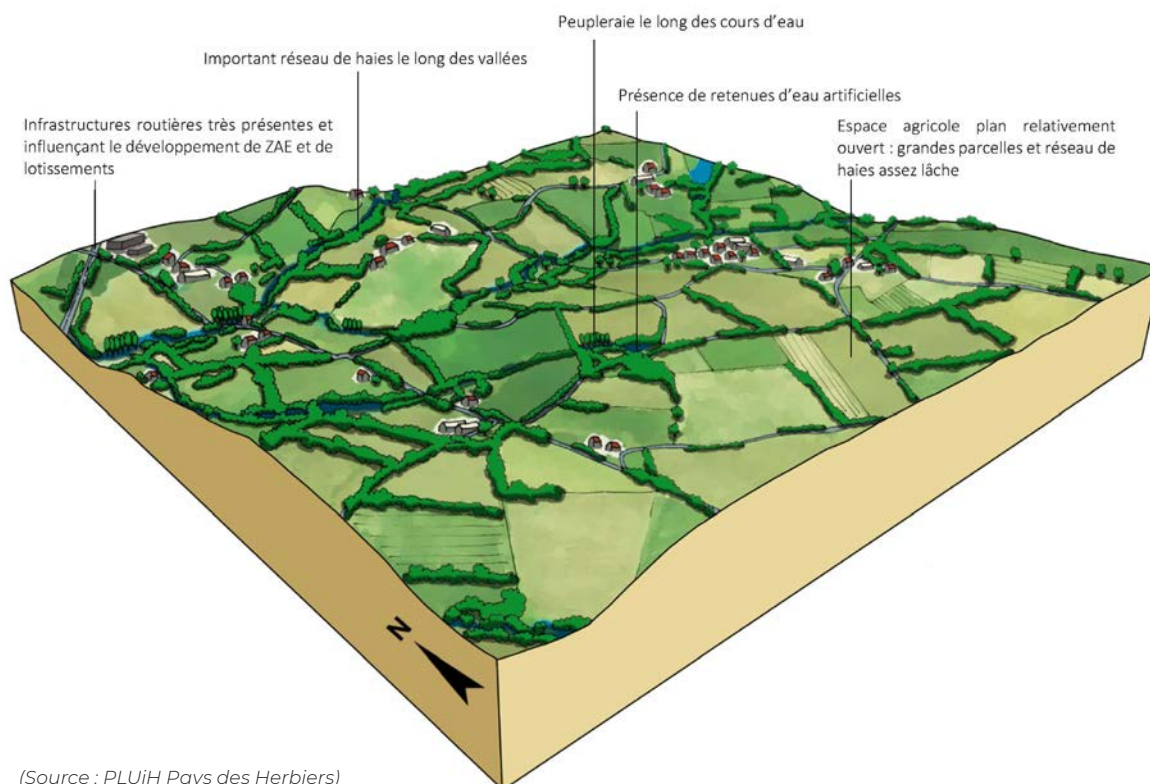 Peupleraie le long des cours d'eau
Important réseau de haies le long des vallées
Présence de retenues d'eau artificielles
Infrastructures routières très présentes et
influençant le développement de ZAE et de
lotissements
Espace agricole plan relativement
ouvert : grandes parcelles et réseau de
haies assez lâche
N
(Source : PLUiH Pays des Herbiers)